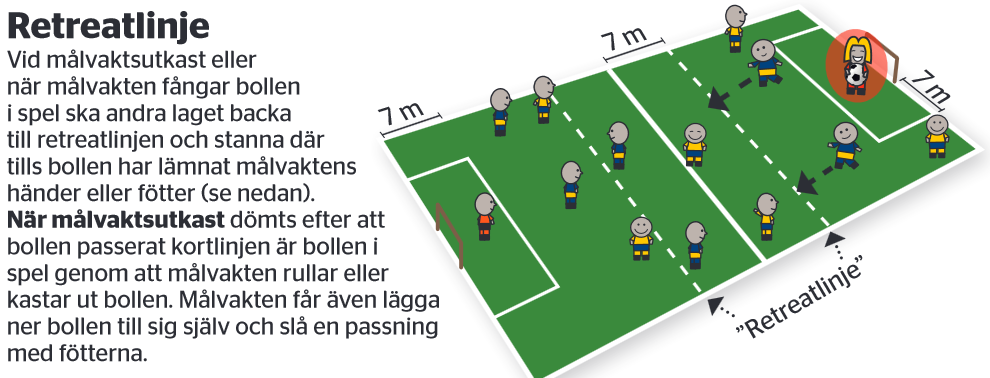 Retreatlinje
Vid målvaktsutkast eller
när målvakten fångar bollen
i spel ska andra laget backa
till retreatlinjen och stanna där
tills bollen har lämnat målvaktens
händer eller fötter (se nedan).
När målvaktsutkast dömts efter att
bollen passerat kortlinjen är bollen i
spel genom att målvakten rullar eller
kastar ut bollen. Målvakten får även lägga
ner bollen till sig själv och slå en passning
med fötterna.
7 m
7 m
7 m
”Retreatlinje”